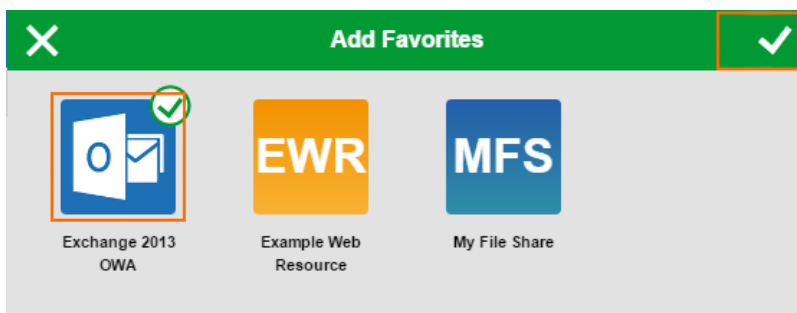 Add Favorites
O
EWR
MFS
Exchange 2013
OWA
Example Web
Resource
My File Share